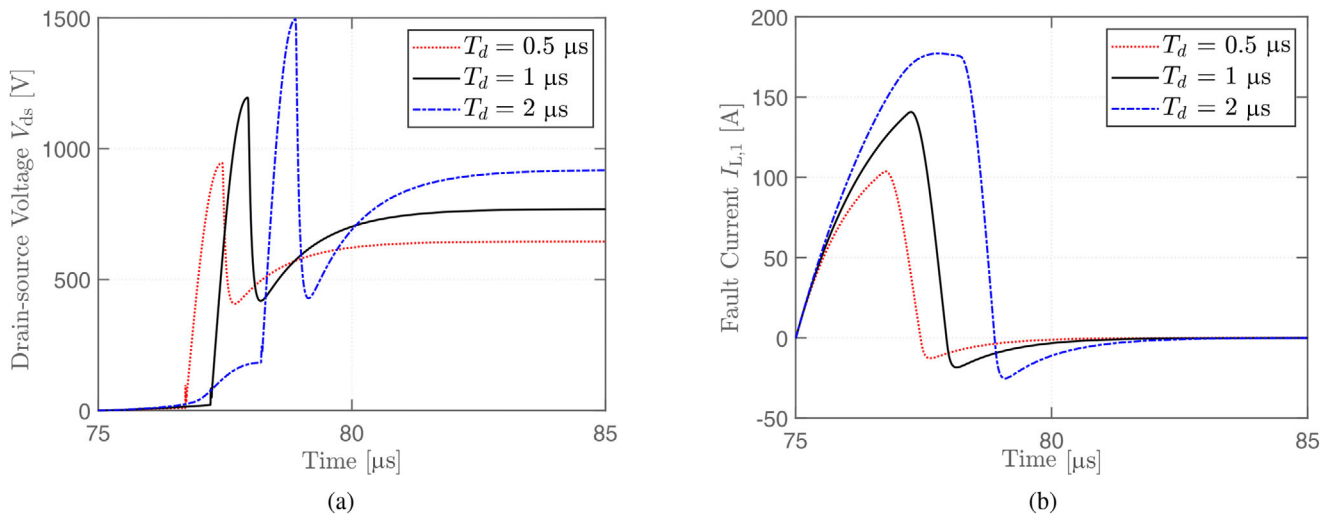 1500
1000
500
0
75
80
85
Drain-source Voltage V_ds [V]
Time [μs]
T_d = 0.5 μs
T_d = 1 μs
T_d = 2 μs
(a)
200
150
100
50
0
-50
75
80
85
Fault Current I_L,1 [A]
Time [μs]
T_d = 0.5 μs
T_d = 1 μs
T_d = 2 μs
(b)